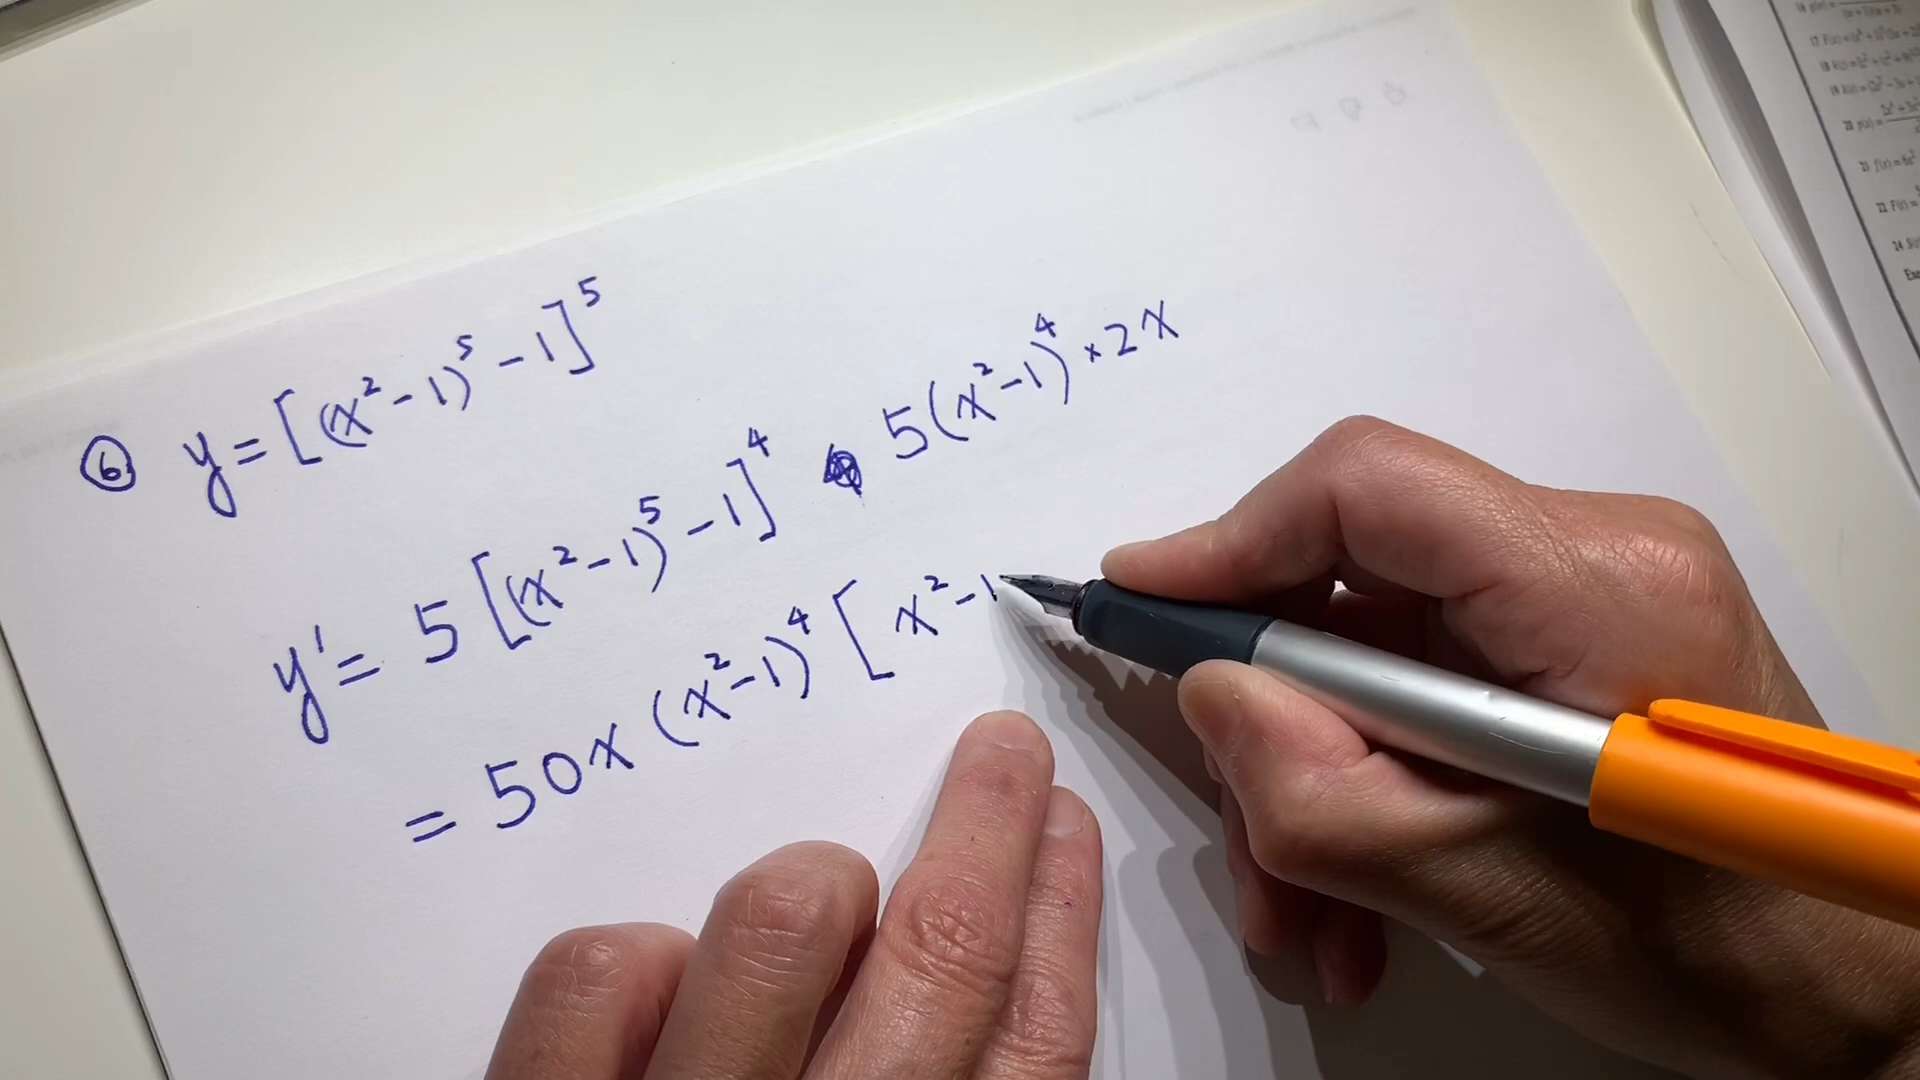 ⑥ y = [(x² - 1)⁵ - 1]⁵
y' = 5 [(x² - 1)⁵ - 1]⁴ 5(x² - 1)⁴ × 2x
= 50x (x² - 1)⁴ [ x² - 1